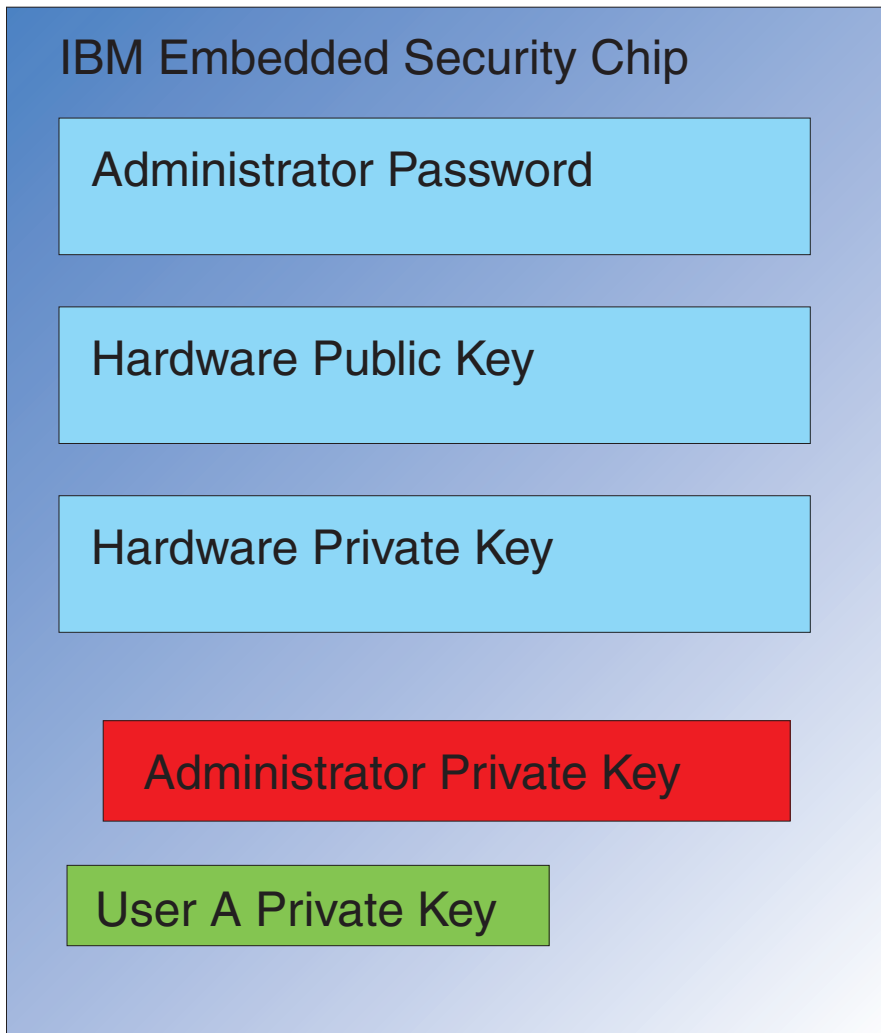 IBM Embedded Security Chip
Administrator Password
Hardware Public Key
Hardware Private Key
Administrator Private Key
User A Private Key